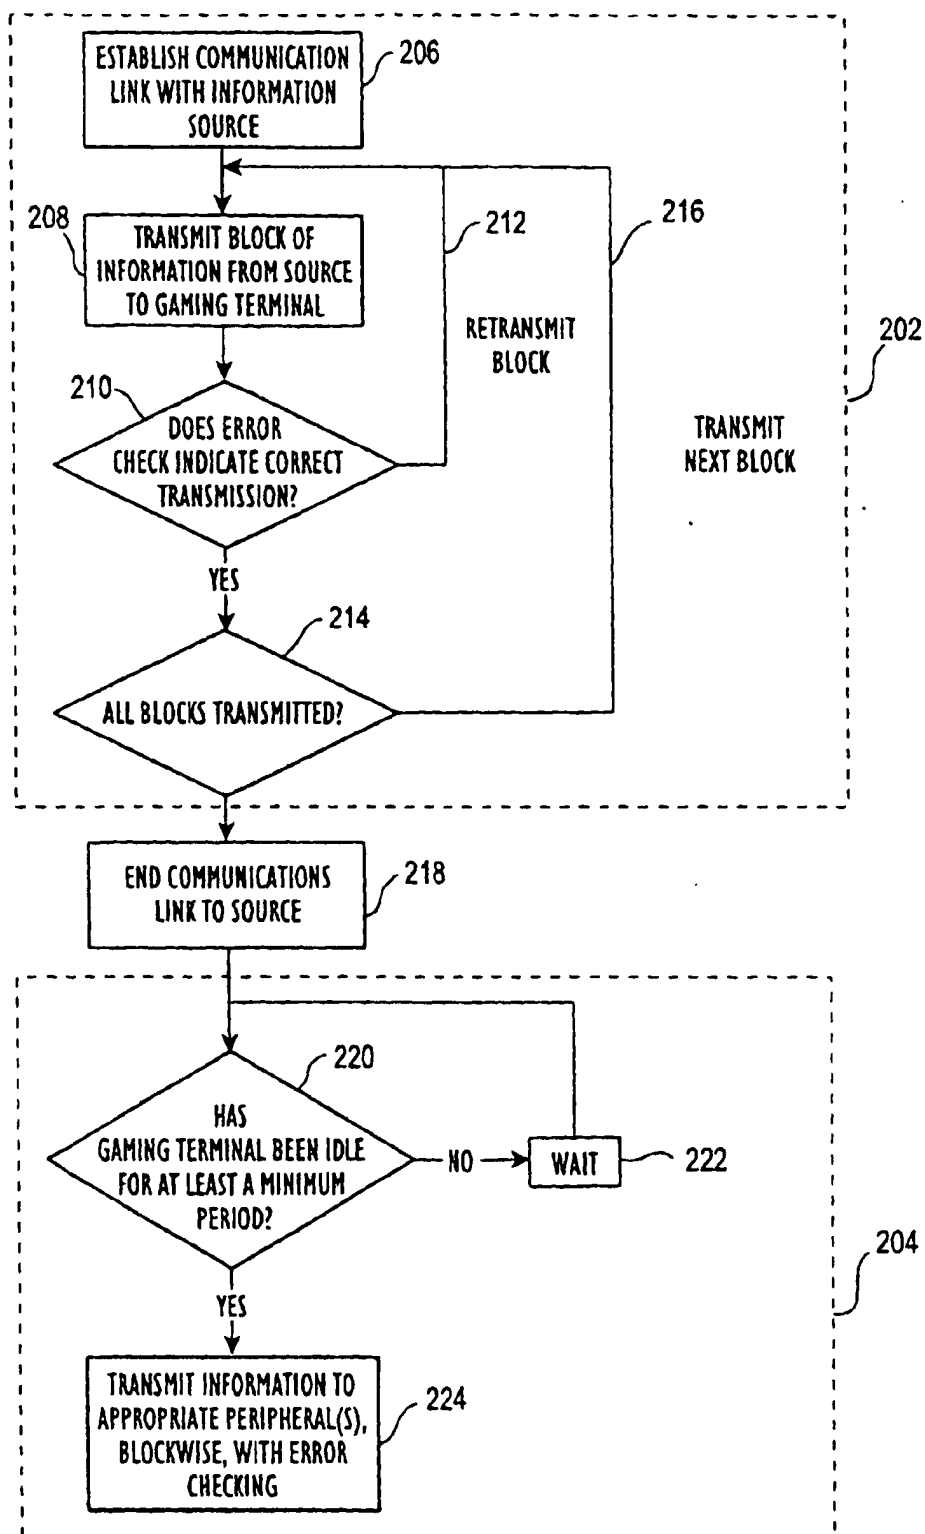 ESTABLISH COMMUNICATION
LINK WITH INFORMATION
SOURCE
206
208
TRANSMIT BLOCK OF
INFORMATION FROM SOURCE
TO GAMING TERMINAL
212
216
RETRANSMIT
BLOCK
202
210
DOES ERROR
CHECK INDICATE CORRECT
TRANSMISSION?
TRANSMIT
NEXT BLOCK
YES
214
ALL BLOCKS TRANSMITTED?
END COMMUNICATIONS
LINK TO SOURCE
218
220
HAS
GAMING TERMINAL BEEN IDLE
FOR AT LEAST A MINIMUM
PERIOD?
NO
WAIT
222
204
YES
TRANSMIT INFORMATION TO
APPROPRIATE PERIPHERAL(S),
BLOCKWISE, WITH ERROR
CHECKING
224